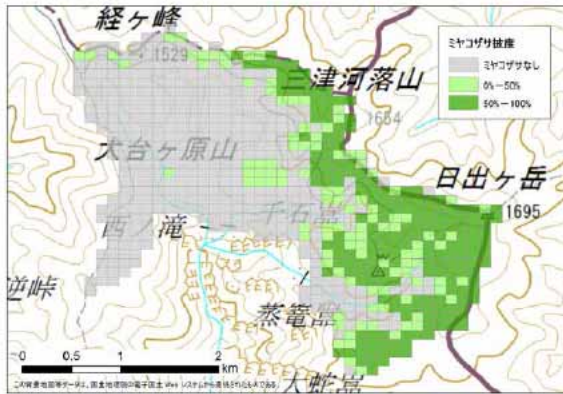 経ヶ峰
1529
三津河落山
1654
大台ヶ原山
日出ヶ岳
1695
西ノ滝
千石嵓
逆峠
蒸篭嵓
大蛇嵓
ミヤコザサ被度
ミヤコザサなし
0%－50%
50%－100%
0 0.5 1 2
km